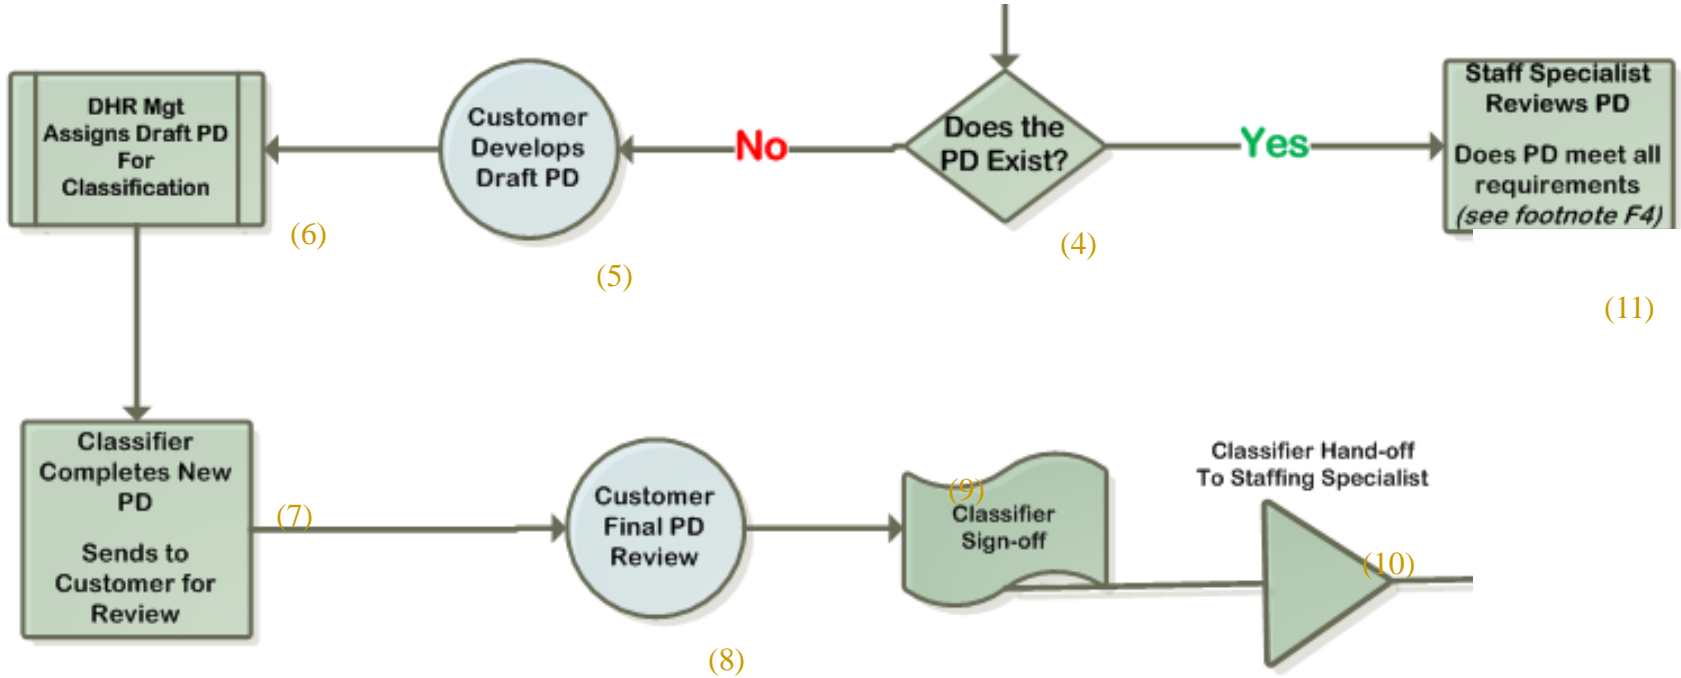 DHR Mgt
Assigns Draft PD
For
Classification
(6)
Customer
Develops
Draft PD
(5)
No
Does the
PD Exist?
(4)
Yes
Staff Specialist
Reviews PD
Does PD meet all
requirements
(see footnote F4)
(11)
Classifier
Completes New
PD
Sends to
Customer for
Review
(7)
Customer
Final PD
Review
(8)
(9)
Classifier
Sign-off
Classifier Hand-off
To Staffing Specialist
(10)